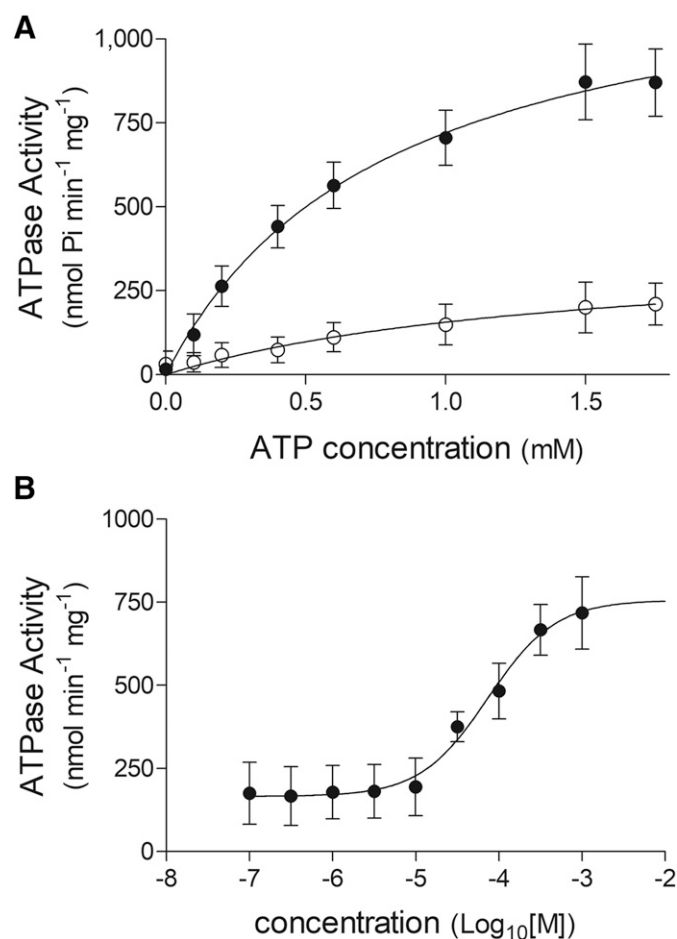 A
1,000
750
500
250
0
ATPase Activity
(nmol Pi min⁻¹ mg⁻¹)
0.0 0.5 1.0 1.5
ATP concentration (mM)
B
1000
750
500
250
0
ATPase Activity
(nmol min⁻¹ mg⁻¹)
-8 -7 -6 -5 -4 -3 -2
concentration (Log₁₀[M])